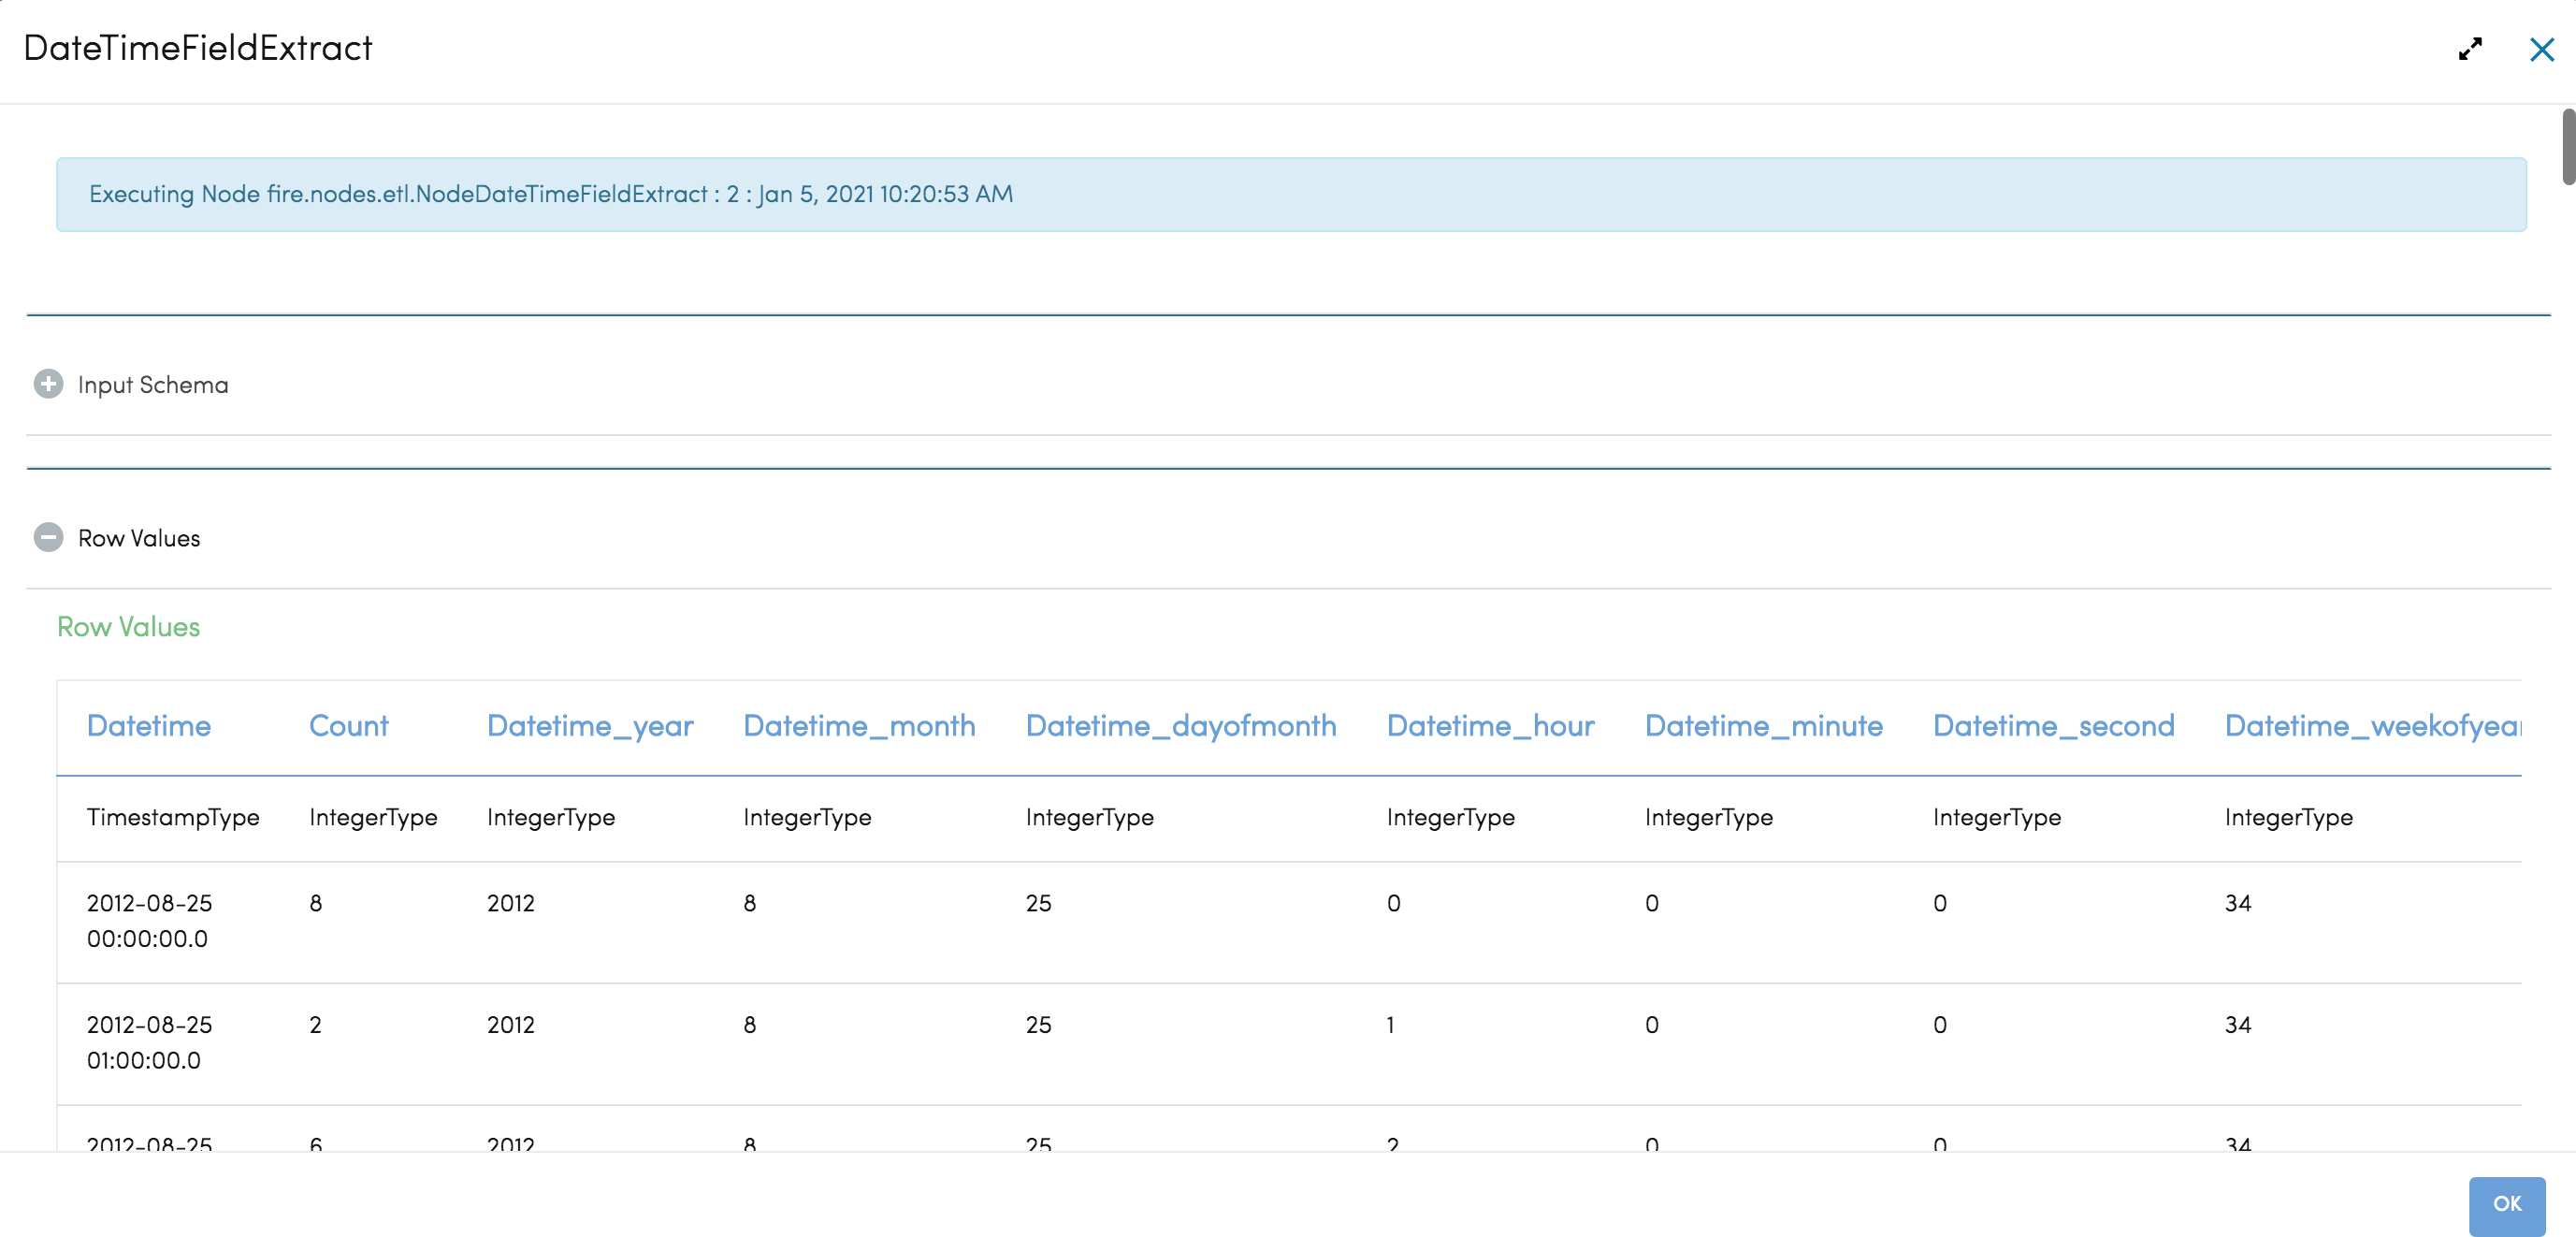 DateTimeFieldExtract
Executing Node fire.nodes.etl.NodeDateTimeFieldExtract : 2 : Jan 5, 2021 10:20:53 AM
Input Schema
Row Values
Row Values
Datetime Count Datetime_year Datetime_month Datetime_dayofmonth Datetime_hour Datetime_minute Datetime_second Datetime_weekofyear
TimestampType IntegerType IntegerType IntegerType IntegerType IntegerType IntegerType IntegerType IntegerType
2012-08-25 8 2012 8 25 0 0 0 34
00:00:00.0
2012-08-25 2 2012 8 25 1 0 0 34
01:00:00.0
2012-08-25 6 2012 8 25 2 0 0 34
OK